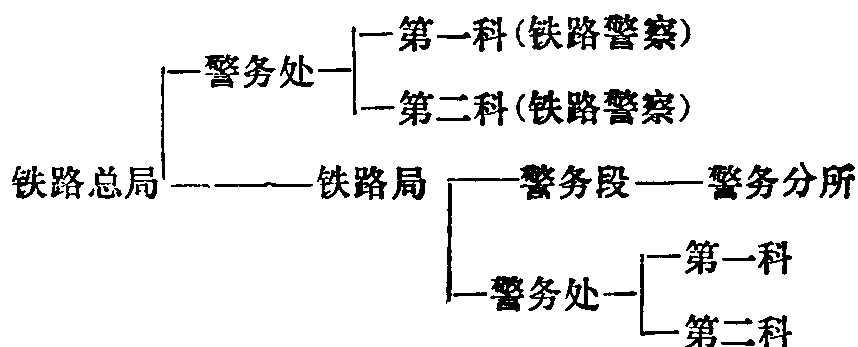 第一科(铁路警察)
警务处
第二科(铁路警察)
铁路总局 铁路局 警务段 警务分所
第一科
警务处
第二科